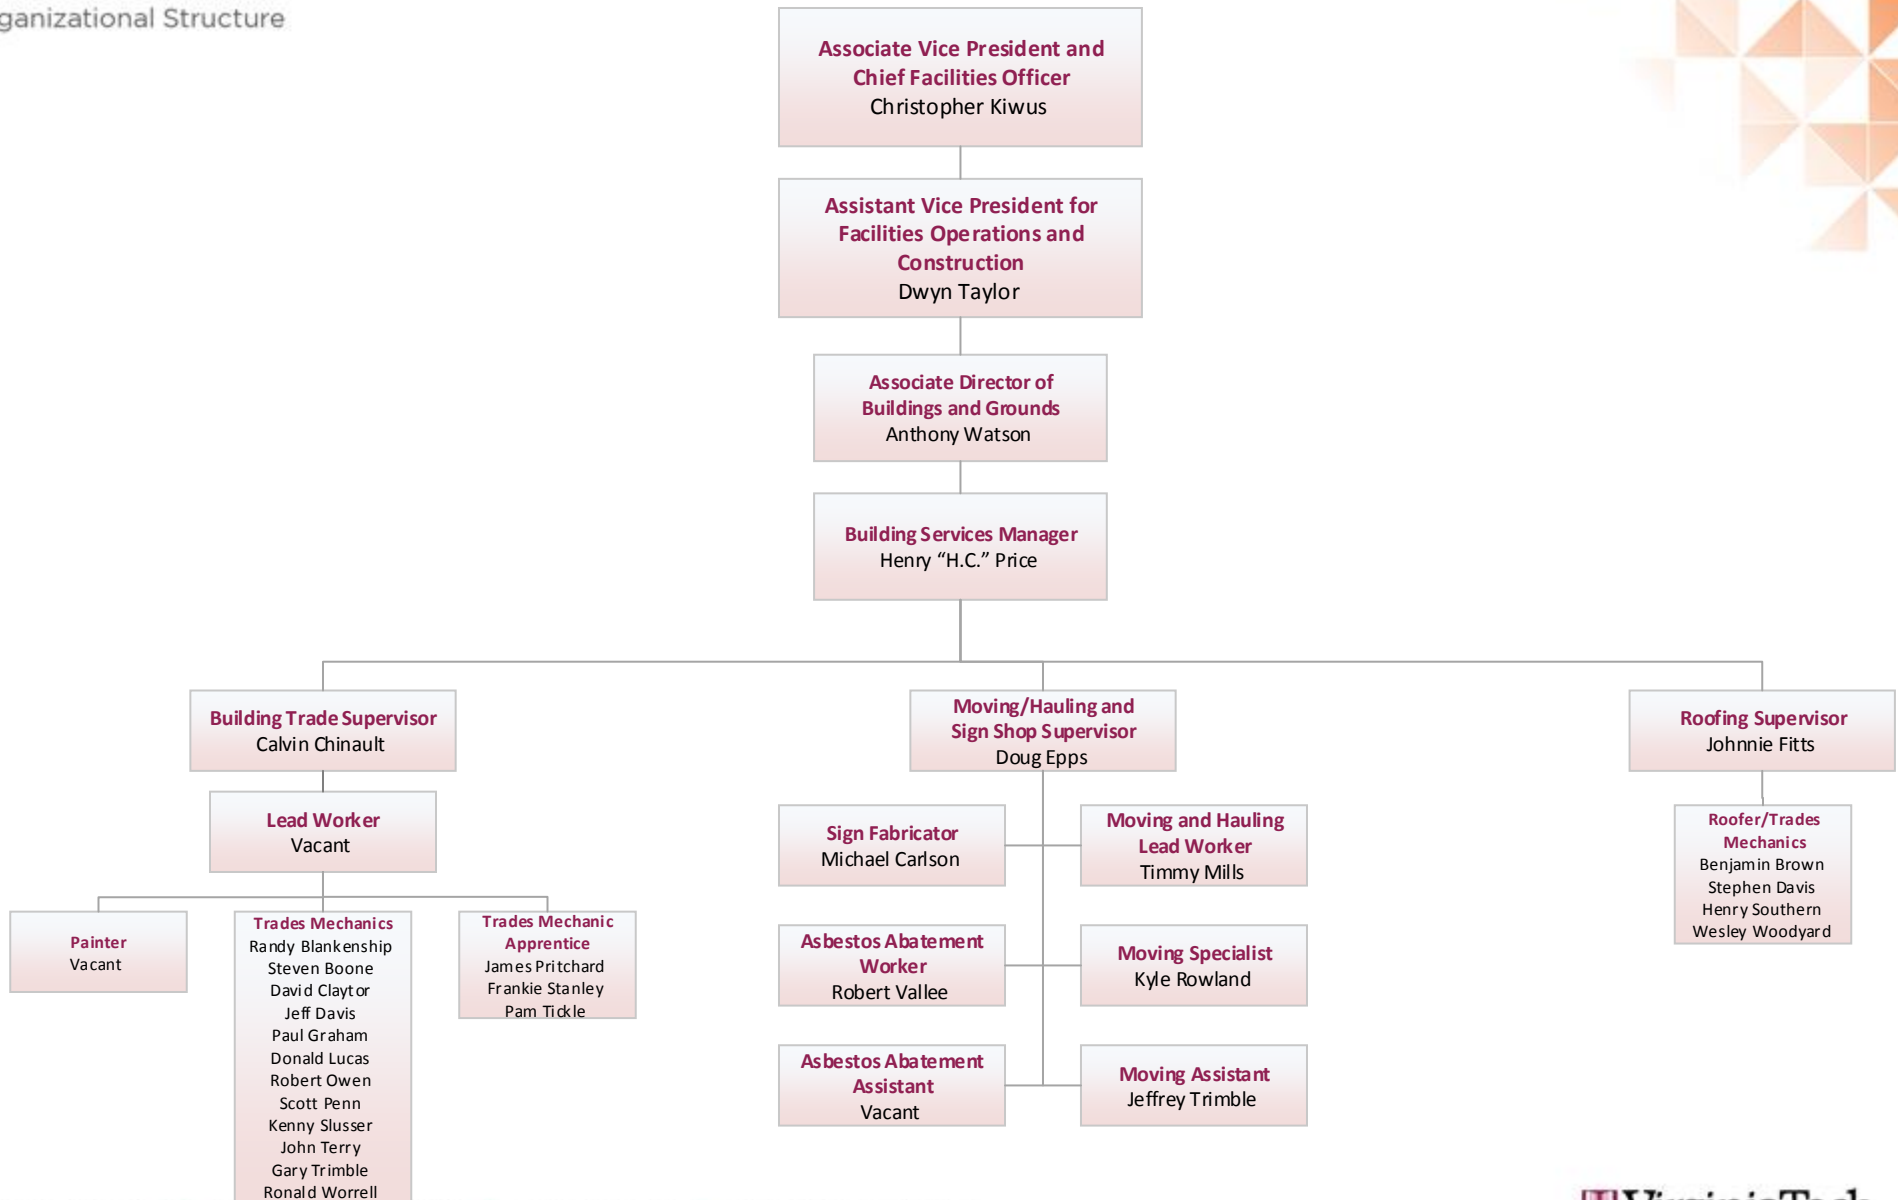 ganizational Structure
Associate Vice President and
Chief Facilities Officer
Christopher Kiwus
Assistant Vice President for
Facilities Operations and
Construction
Dwyn Taylor
Associate Director of
Buildings and Grounds
Anthony Watson
Building Services Manager
Henry “H.C.” Price
Building Trade Supervisor
Calvin Chinault
Moving/Hauling and
Sign Shop Supervisor
Doug Epps
Roofing Supervisor
Johnnie Fitts
Lead Worker
Vacant
Painter
Vacant
Trades Mechanics
Randy Blankenship
Steven Boone
David Claytor
Jeff Davis
Paul Graham
Donald Lucas
Robert Owen
Scott Penn
Kenny Slusser
John Terry
Gary Trimble
Ronald Worrell
Trades Mechanic
Apprentice
James Pritchard
Frankie Stanley
Pam Tickle
Sign Fabricator
Michael Carlson
Moving and Hauling
Lead Worker
Timmy Mills
Asbestos Abatement
Worker
Robert Vallee
Moving Specialist
Kyle Rowland
Asbestos Abatement
Assistant
Vacant
Moving Assistant
Jeffrey Trimble
Roofer/Trades
Mechanics
Benjamin Brown
Stephen Davis
Henry Southern
Wesley Woodyard